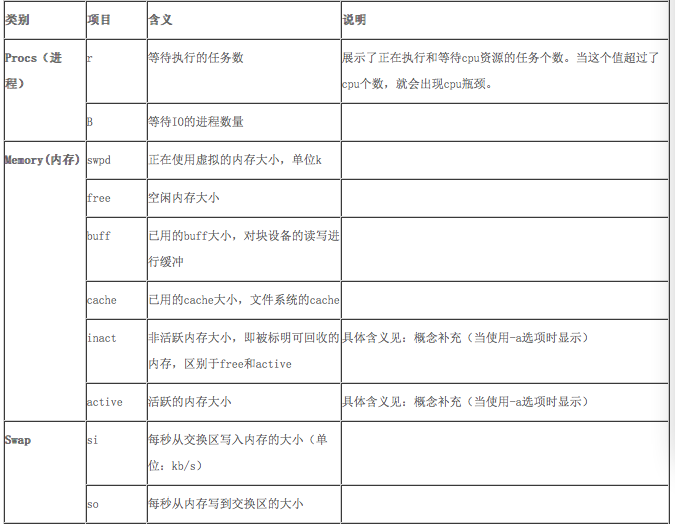 类别 项目 含义 说明
Procs（进 r 等待执行的任务数 展示了正在执行和等待cpu资源的任务个数。当这个值超过了
程） cpu个数，就会出现cpu瓶颈。
B 等待IO的进程数量
Memory(内存) swpd 正在使用虚拟的内存大小，单位k
free 空闲内存大小
buff 已用的buff大小，对块设备的读写进
行缓冲
cache 已用的cache大小，文件系统的cache
inact 非活跃内存大小，即被标明可回收的 具体含义见：概念补充（当使用-a选项时显示）
内存，区别于free和active
active 活跃的内存大小 具体含义见：概念补充（当使用-a选项时显示）
Swap si 每秒从交换区写入内存的大小（单
位：kb/s）
so 每秒从内存写到交换区的大小